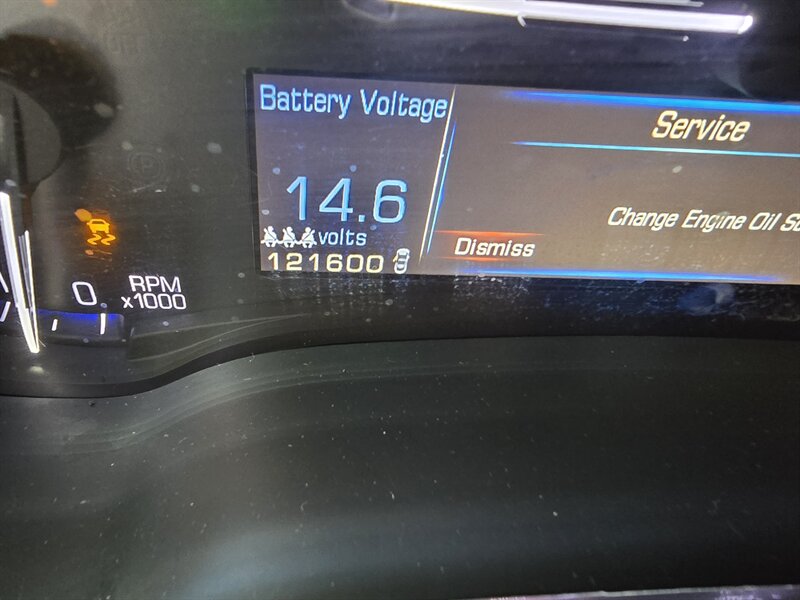 Battery Voltage
14.6
volts
121600
Service
Change Engine Oil
Dismiss
0
RPM
x1000